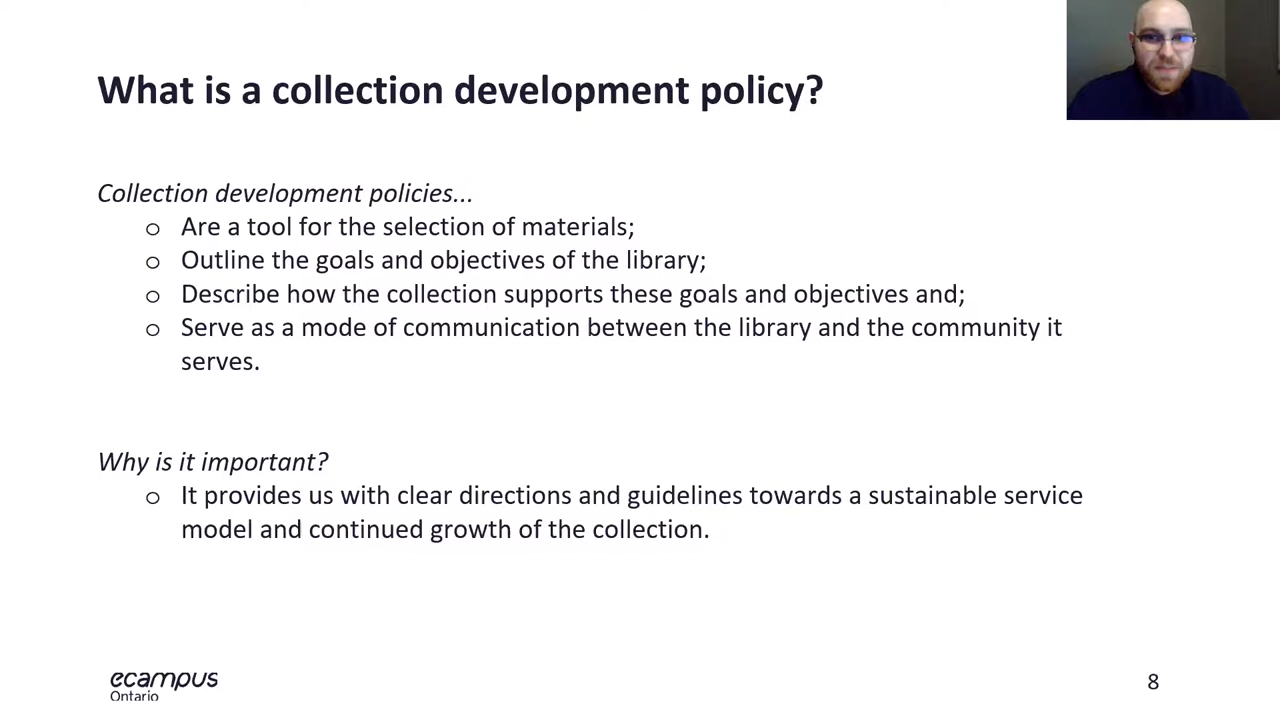 What is a collection development policy?
Collection development policies...
o Are a tool for the selection of materials;
o Outline the goals and objectives of the library;
o Describe how the collection supports these goals and objectives and;
o Serve as a mode of communication between the library and the community it
serves.
Why is it important?
o It provides us with clear directions and guidelines towards a sustainable service
model and continued growth of the collection.
ecampus
Ontario
8